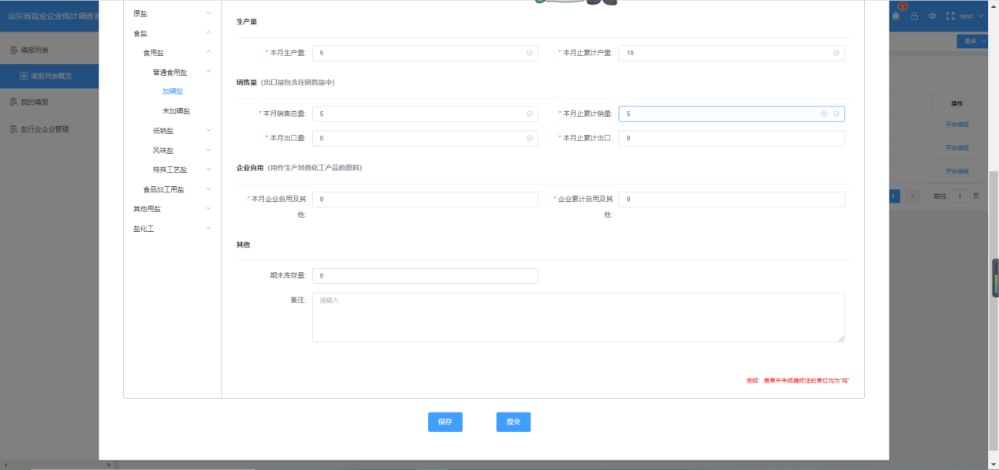 山东省盐业企业统计调查系
2
sysc
填报列表
填报列表概览
我的填报
盐行业企业管理
原盐
食盐
食用盐
普通食用盐
加碘盐
未加碘盐
低钠盐
风味盐
特殊工艺盐
食品加工用盐
其他用盐
盐化工
生产量
* 本月生产量: 5
* 本月止累计产量: 10
销售量（出口量包含在销售量中）
* 本月销售总量: 5
* 本月止累计销量: 5
* 本月出口量: 0
* 本月止累计出口: 0
企业自用（用作生产其他化工产品的原料）
* 本月企业自用及其他: 0
* 企业累计自用及其他: 0
其他
期末库存量: 0
备注: 请输入
说明：表单中未明确标注的单位均为"吨"
保存
提交
更多
操作
开始填报
开始填报
开始填报
1
前往 1 页